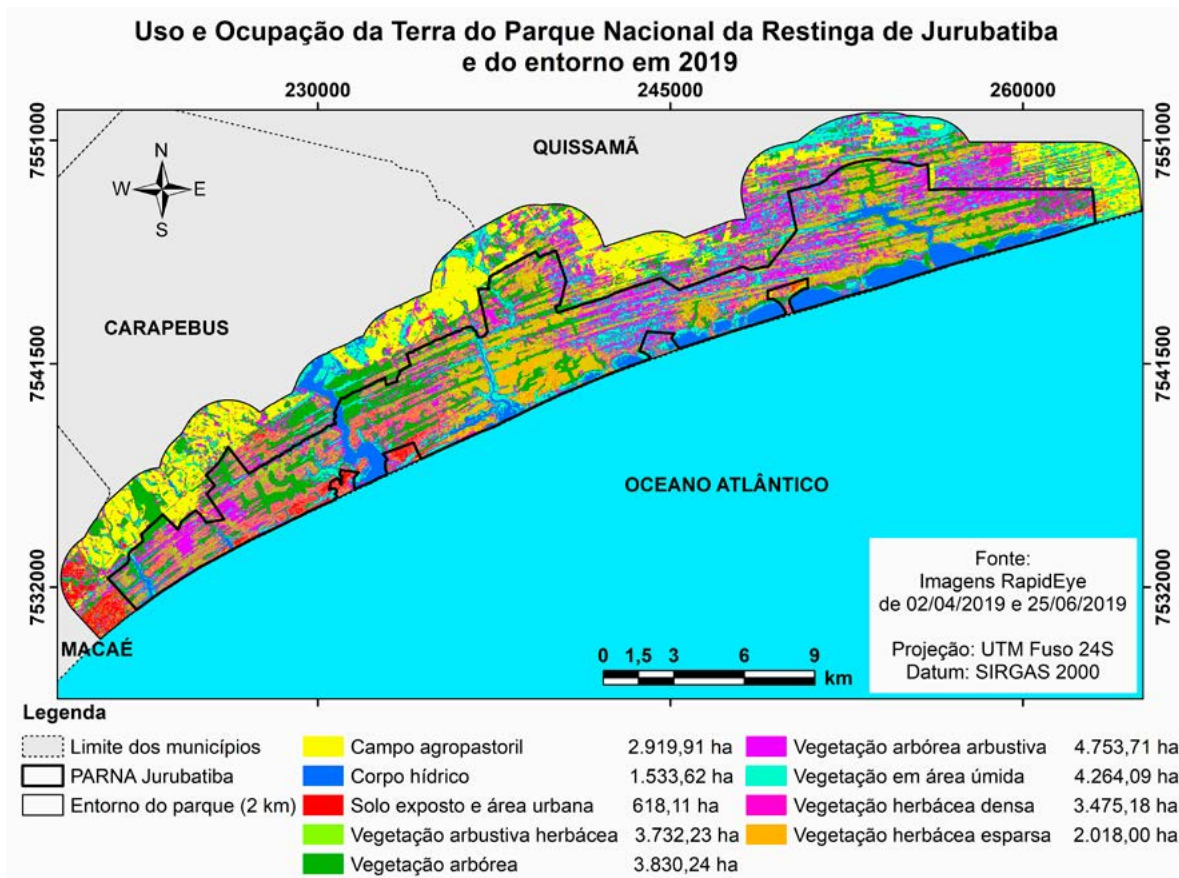 Uso e Ocupação da Terra do Parque Nacional da Restinga de Jurubatiba
e do entorno em 2019
230000 245000 260000
7551000 7551000
QUISSAMÃ
N
W E
S
CARAPEBUS
7541500 7541500
OCEANO ATLÂNTICO
7532000 7532000
MACAÉ
Fonte:
Imagens RapidEye
de 02/04/2019 e 25/06/2019
Projeção: UTM Fuso 24S
Datum: SIRGAS 2000
0 1,5 3 6 9
km
Legenda
Limite dos municípios
PARNA Jurubatiba
Entorno do parque (2 km)
Campo agropastoril 2.919,91 ha
Corpo hídrico 1.533,62 ha
Solo exposto e área urbana 618,11 ha
Vegetação arbustiva herbácea 3.732,23 ha
Vegetação arbórea 3.830,24 ha
Vegetação arbórea arbustiva 4.753,71 ha
Vegetação em área úmida 4.264,09 ha
Vegetação herbácea densa 3.475,18 ha
Vegetação herbácea esparsa 2.018,00 ha